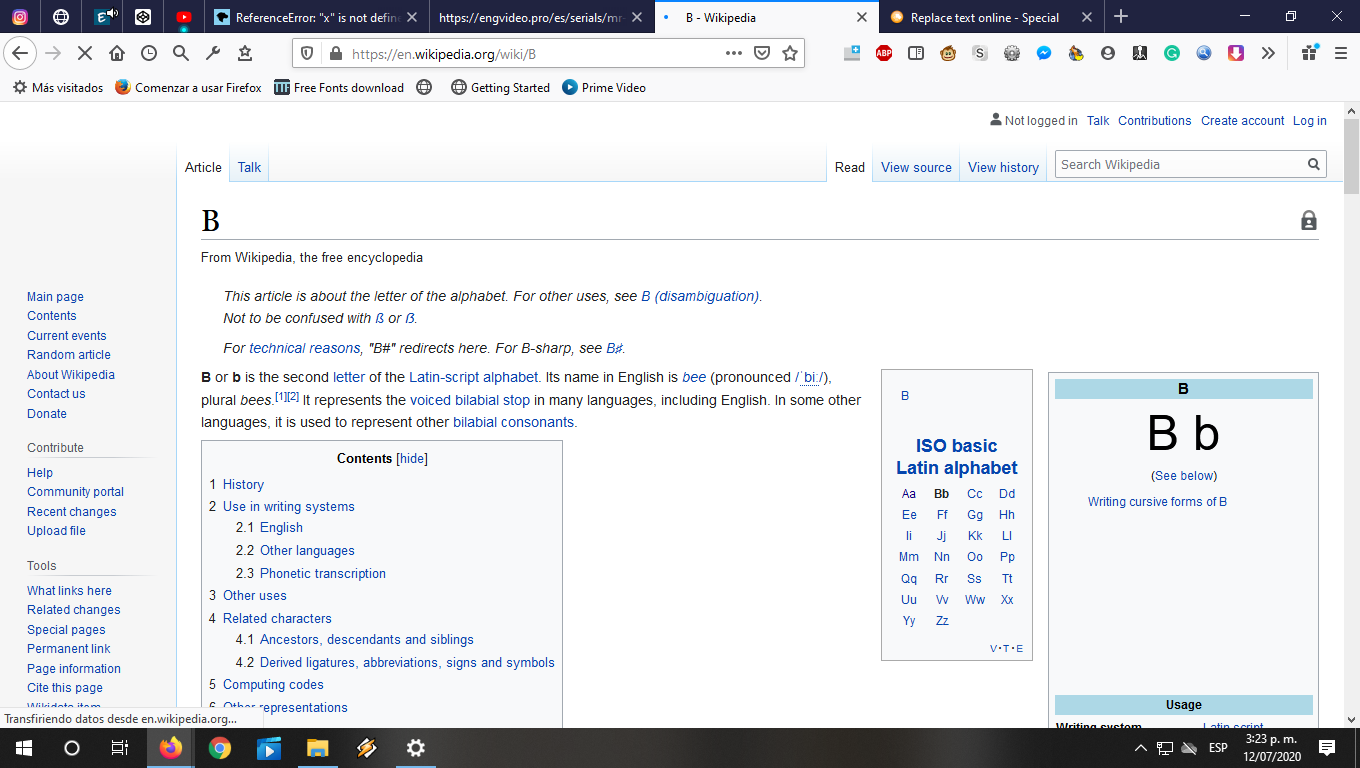 ReferenceError: "x" is not define
https://engvideo.pro/es/serials/mr-
B - Wikipedia
Replace text online - Special
https://en.wikipedia.org/wiki/B
ABP
Más visitados
Comenzar a usar Firefox
Free Fonts download
Getting Started
Prime Video
Not logged in
Talk
Contributions
Create account
Log in
Article
Talk
Read
View source
View history
Search Wikipedia
B
From Wikipedia, the free encyclopedia
This article is about the letter of the alphabet. For other uses, see B (disambiguation).
Not to be confused with ß or ẞ.
For technical reasons, "B#" redirects here. For B-sharp, see B♯.
B or b is the second letter of the Latin-script alphabet. Its name in English is bee (pronounced /ˈbiː/),
plural bees.[1][2] It represents the voiced bilabial stop in many languages, including English. In some other
languages, it is used to represent other bilabial consonants.
Contents [hide]
1 History
2 Use in writing systems
2.1 English
2.2 Other languages
2.3 Phonetic transcription
3 Other uses
4 Related characters
4.1 Ancestors, descendants and siblings
4.2 Derived ligatures, abbreviations, signs and symbols
5 Computing codes
6 Other representations
B
ISO basic
Latin alphabet
Aa Bb Cc Dd
Ee Ff Gg Hh
Ii Jj Kk Ll
Mm Nn Oo Pp
Qq Rr Ss Tt
Uu Vv Ww Xx
Yy Zz
V·T·E
B
B b
(See below)
Writing cursive forms of B
Usage
Writing system
Latin script
Main page
Contents
Current events
Random article
About Wikipedia
Contact us
Donate
Contribute
Help
Community portal
Recent changes
Upload file
Tools
What links here
Related changes
Special pages
Permanent link
Page information
Cite this page
Wikidata item
Transfiriendo datos desde en.wikipedia.org...
ESP
3:23 p. m.
12/07/2020